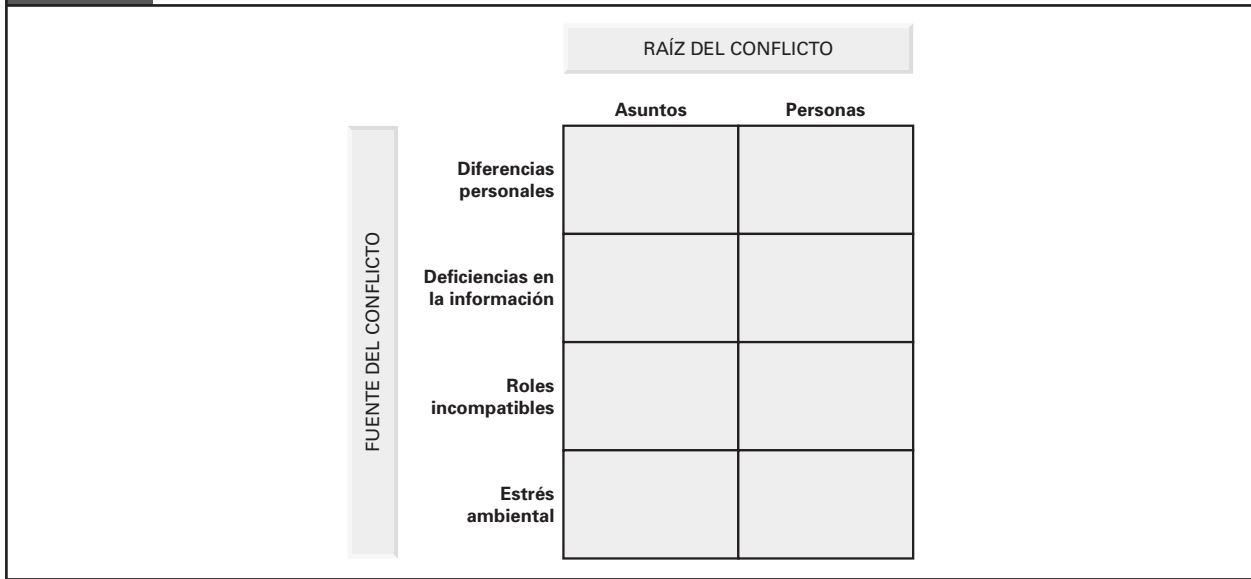 RAÍZ DEL CONFLICTO
Asuntos
Personas
FUENTE DEL CONFLICTO
Diferencias
personales
Deficiencias en
la información
Roles
incompatibles
Estrés
ambiental